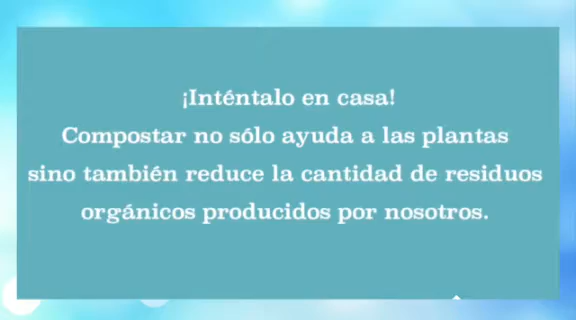 ¡Inténtalo en casa!
Compostar no sólo ayuda a las plantas
sino también reduce la cantidad de residuos
orgánicos producidos por nosotros.